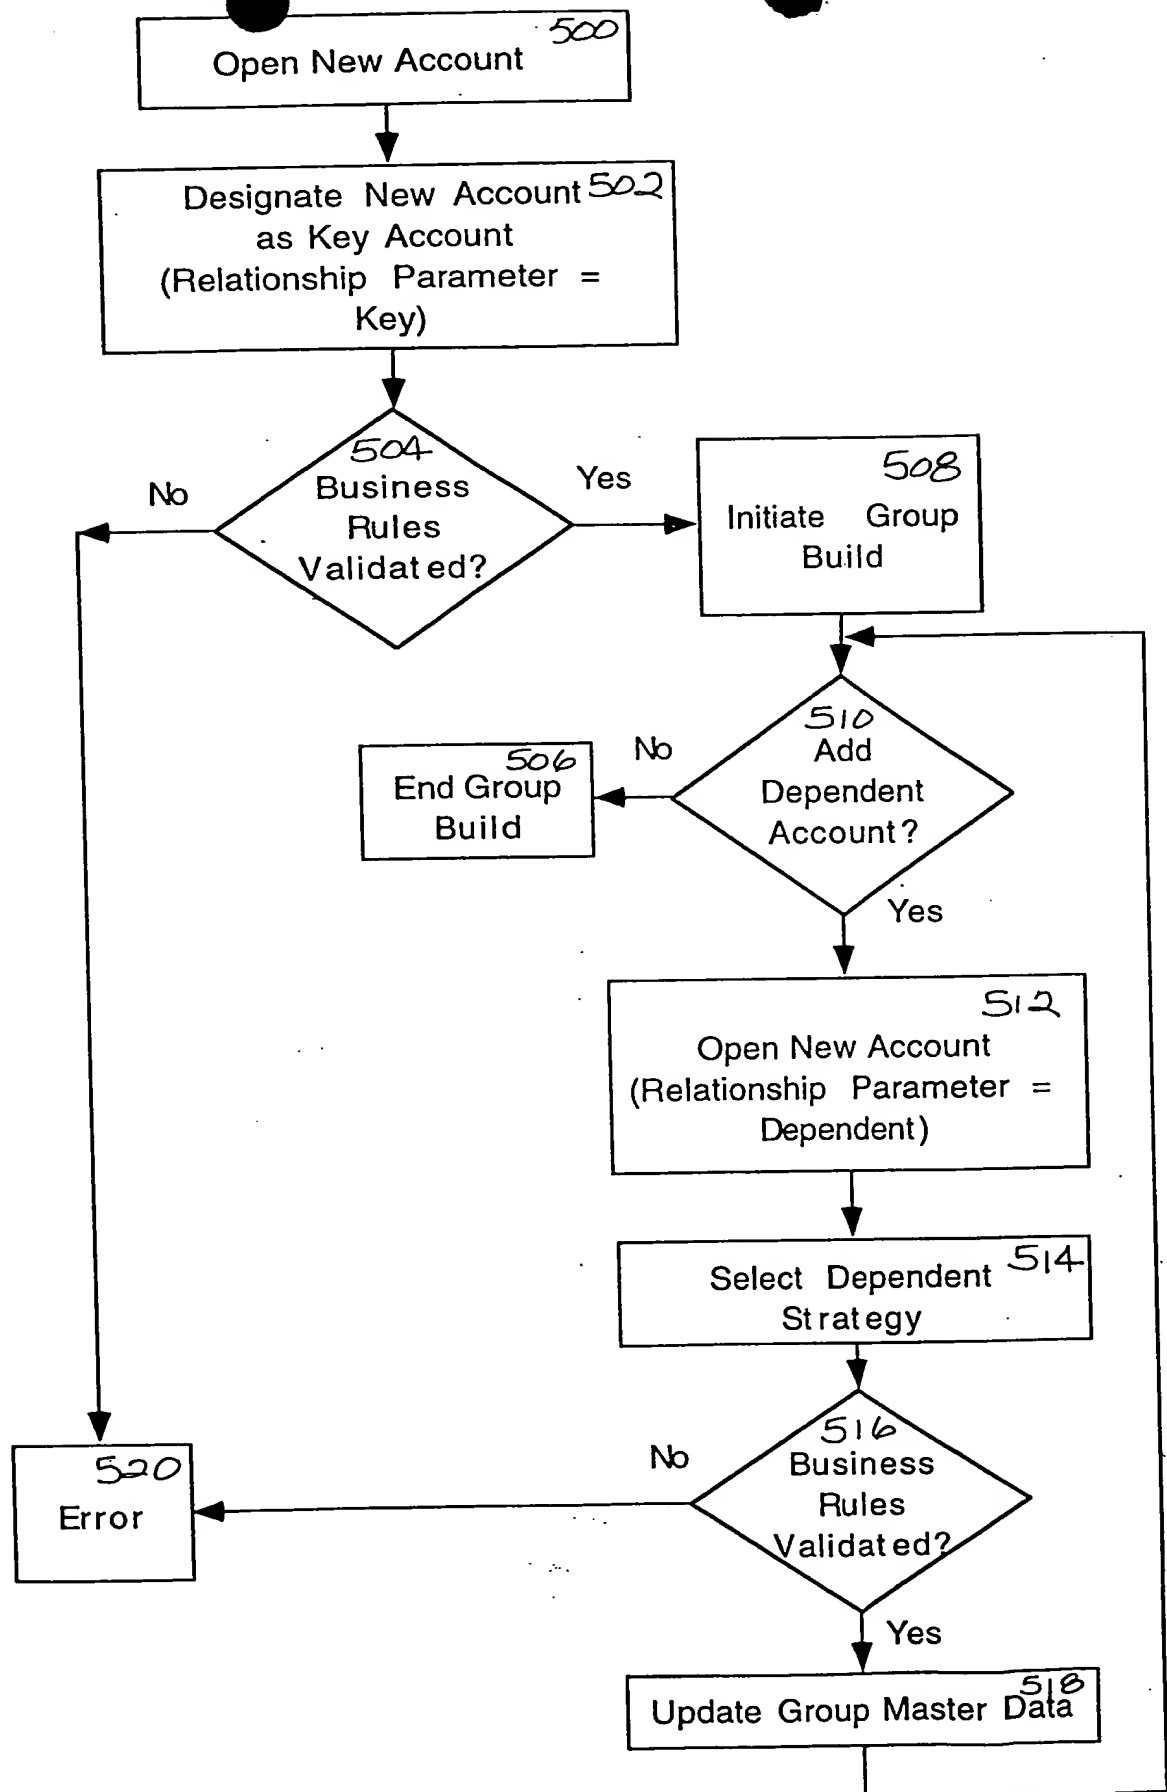 500
Open New Account
Designate New Account 502
as Key Account
(Relationship Parameter =
Key)
504
Business
Rules
Validated?
No
Yes
508
Initiate Group
Build
510
Add
Dependent
Account?
No
506
End Group
Build
Yes
512
Open New Account
(Relationship Parameter =
Dependent)
514
Select Dependent
Strategy
516
Business
Rules
Validated?
No
520
Error
Yes
518
Update Group Master Data